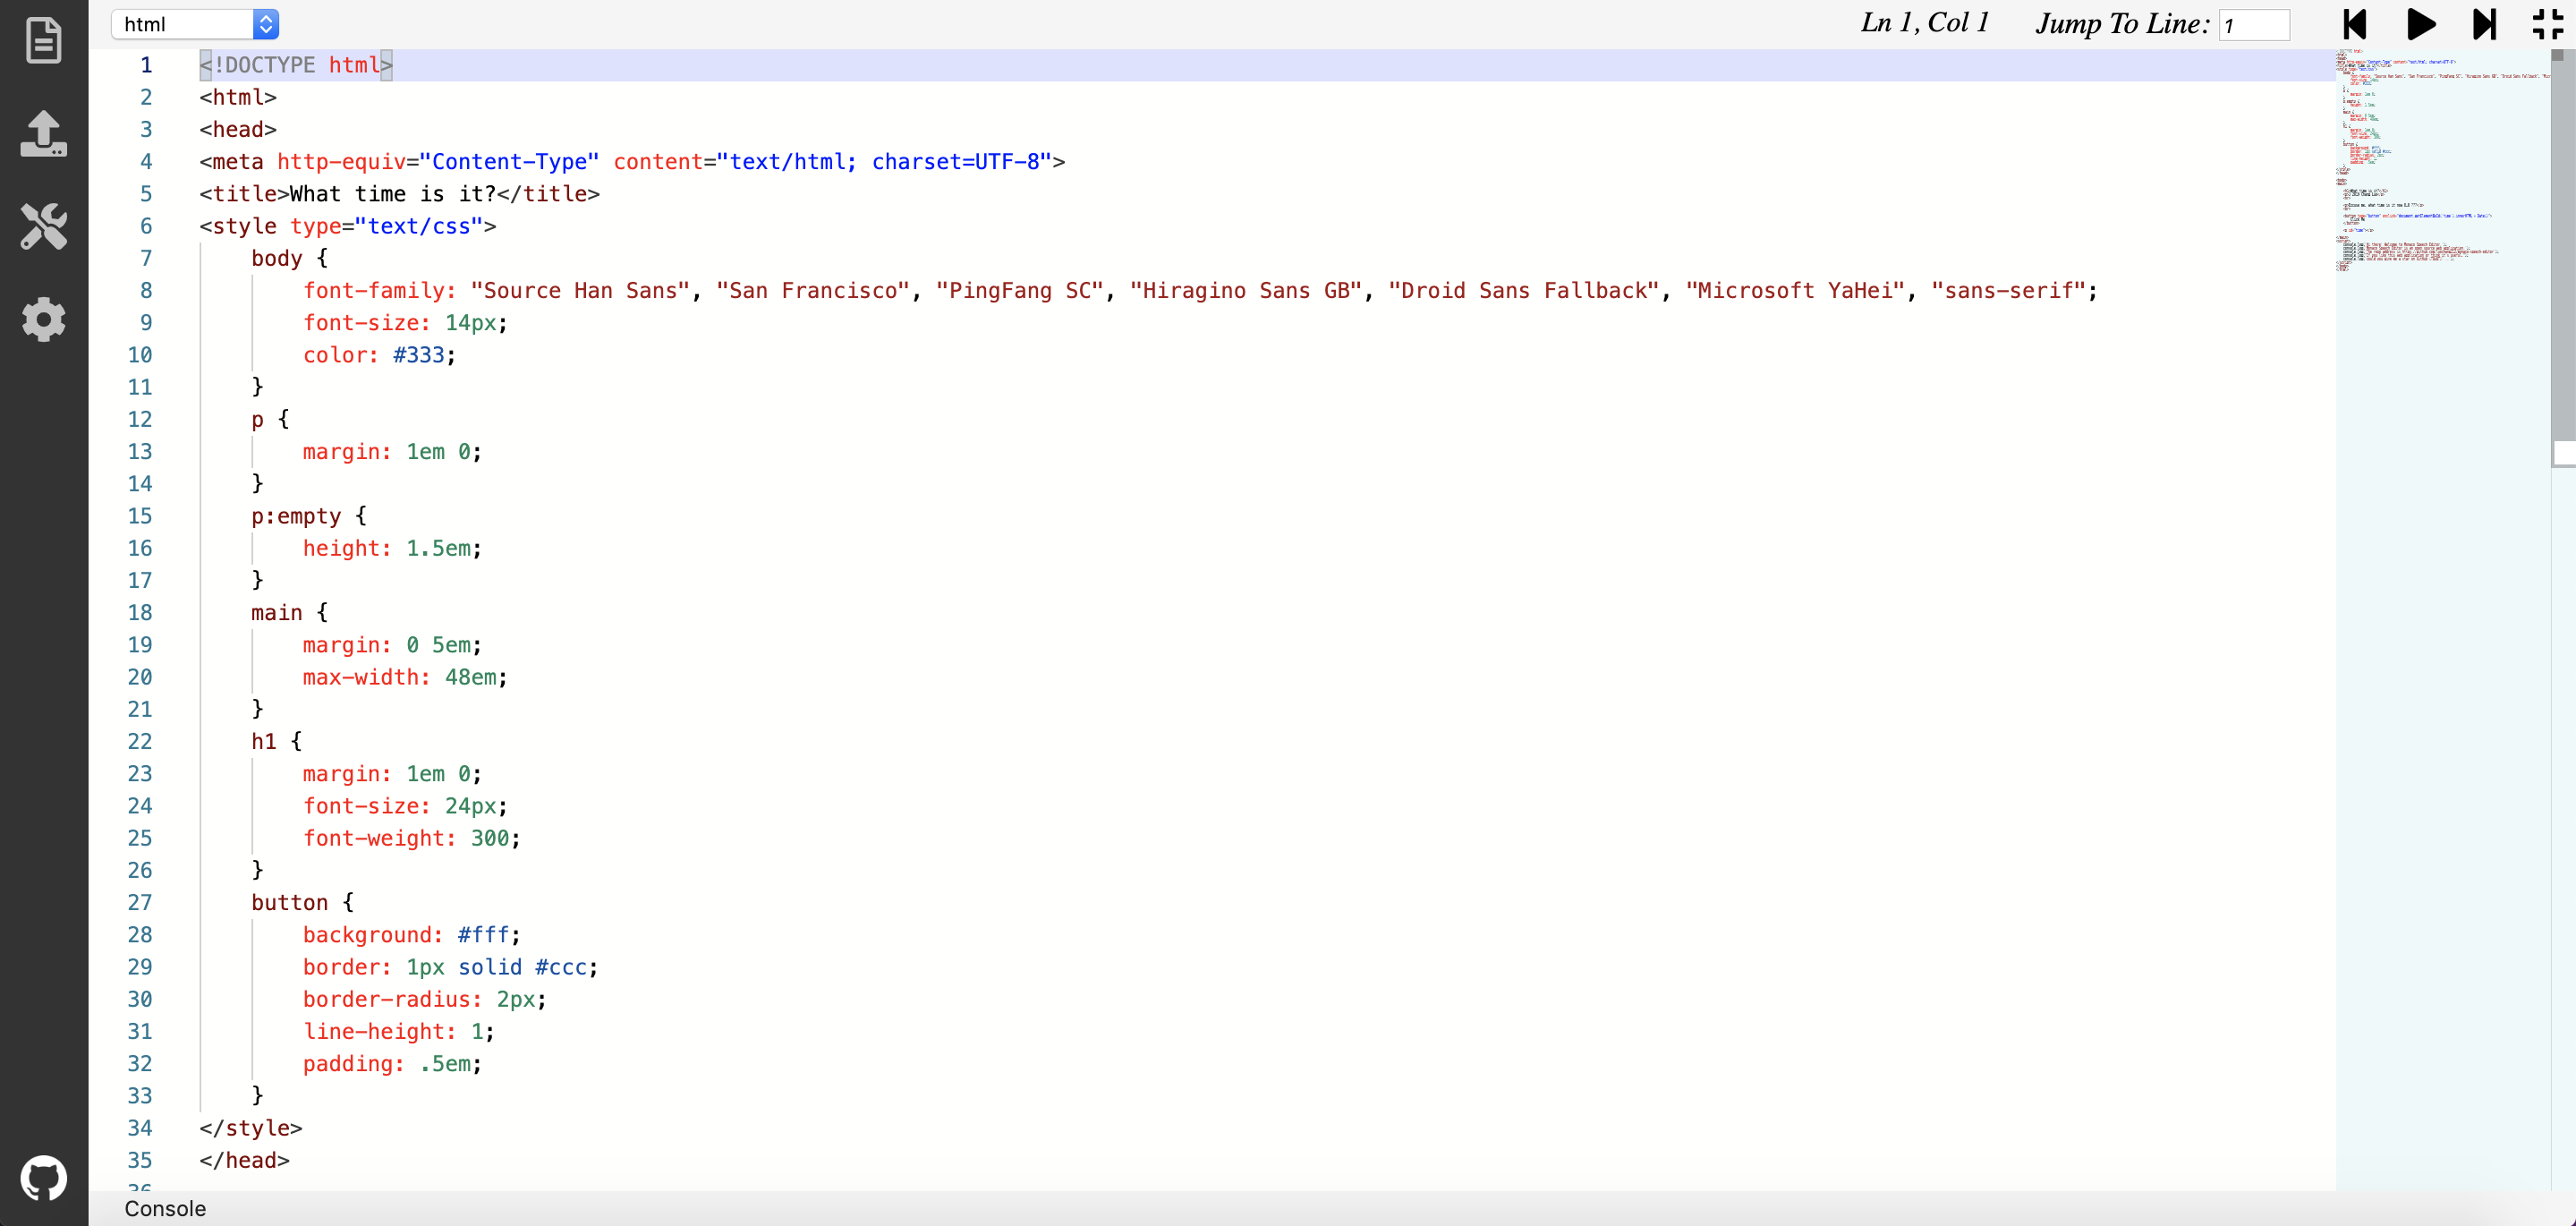 html
Ln 1, Col 1 Jump To Line: 1
1 <!DOCTYPE html>
2 <html>
3 <head>
4 <meta http-equiv="Content-Type" content="text/html; charset=UTF-8">
5 <title>What time is it?</title>
6 <style type="text/css">
7 body {
8 font-family: "Source Han Sans", "San Francisco", "PingFang SC", "Hiragino Sans GB", "Droid Sans Fallback", "Microsoft YaHei", "sans-serif";
9 font-size: 14px;
10 color: #333;
11 }
12 p {
13 margin: 1em 0;
14 }
15 p:empty {
16 height: 1.5em;
17 }
18 main {
19 margin: 0 5em;
20 max-width: 48em;
21 }
22 h1 {
23 margin: 1em 0;
24 font-size: 24px;
25 font-weight: 300;
26 }
27 button {
28 background: #fff;
29 border: 1px solid #ccc;
30 border-radius: 2px;
31 line-height: 1;
32 padding: .5em;
33 }
34 </style>
35 </head>
Console